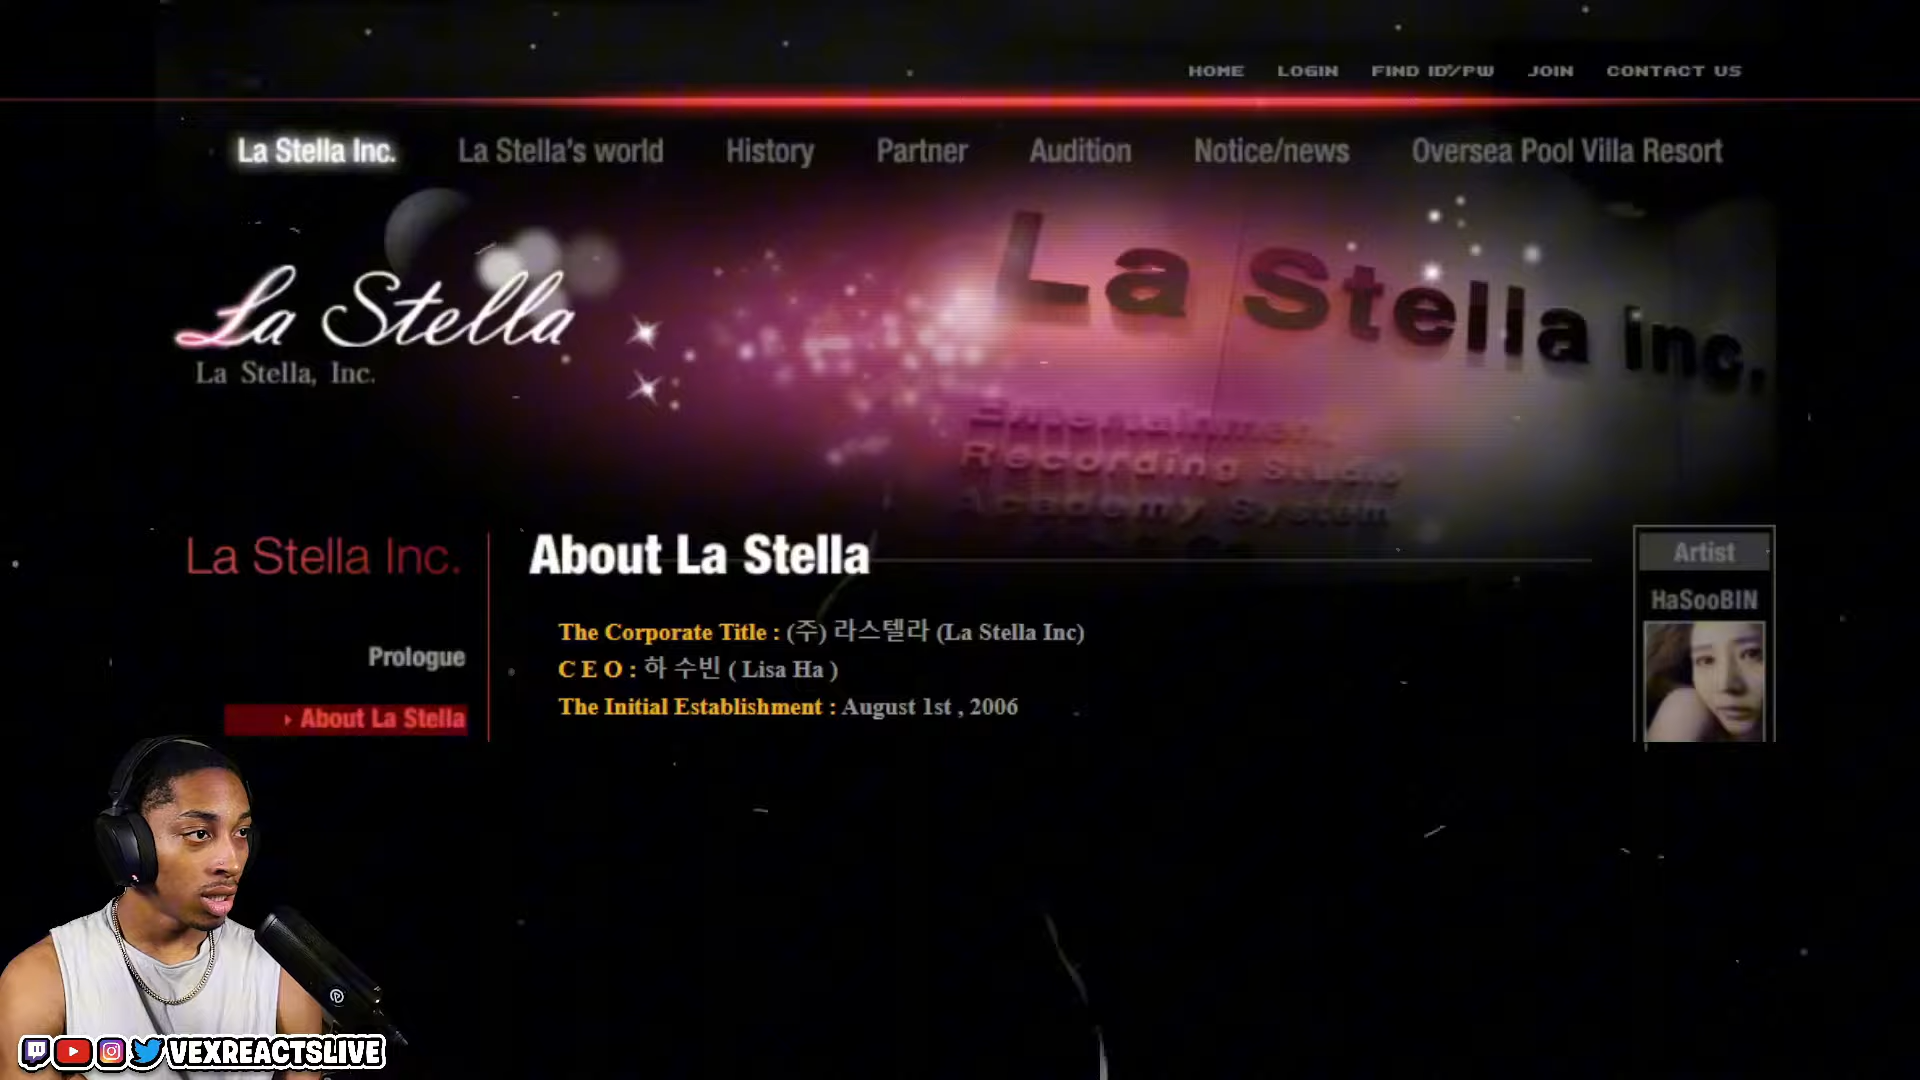 HOME LOGIN FIND ID/PW JOIN CONTACT US
La Stella Inc. La Stella's world History Partner Audition Notice/news Oversea Pool Villa Resort
La Stella
La Stella, Inc.
La Stella inc.
Entertainment
Recording Studio
Academy System
La Stella Inc.
Prologue
About La Stella
About La Stella
The Corporate Title : (주) 라스텔라 (La Stella Inc)
C E O : 하 수빈 ( Lisa Ha )
The Initial Establishment : August 1st , 2006
Artist
HaSooBIN
VEXREACTSLIVE